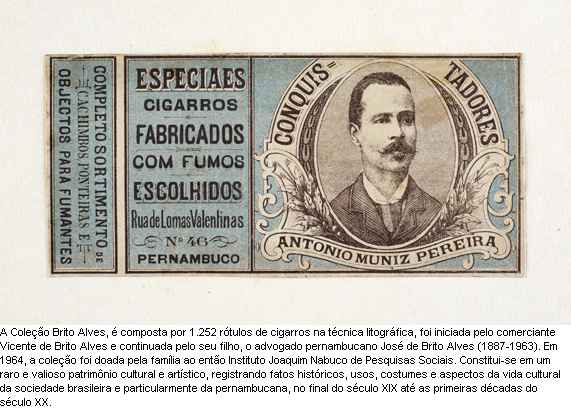 COMPLETO SORTIMENTO DE
CACHIMBOS, PONTEIRAS E
OBJECTOS PARA FUMANTES
ESPECIAES
CIGARROS
FABRICADOS
COM FUMOS
ESCOLHIDOS
Rua de Lomas Valentinas
Nº 46
PERNAMBUCO
CONQUIS=TADORES
ANTONIO MUNIZ PEREIRA
A Coleção Brito Alves, é composta por 1.252 rótulos de cigarros na técnica litográfica, foi iniciada pelo comerciante
Vicente de Brito Alves e continuada pelo seu filho, o advogado pernambucano José de Brito Alves (1887-1963). Em
1964, a coleção foi doada pela família ao então Instituto Joaquim Nabuco de Pesquisas Sociais. Constitui-se em um
raro e valioso patrimônio cultural e artístico, registrando fatos históricos, usos, costumes e aspectos da vida cultural
da sociedade brasileira e particularmente da pernambucana, no final do século XIX até as primeiras décadas do
século XX.